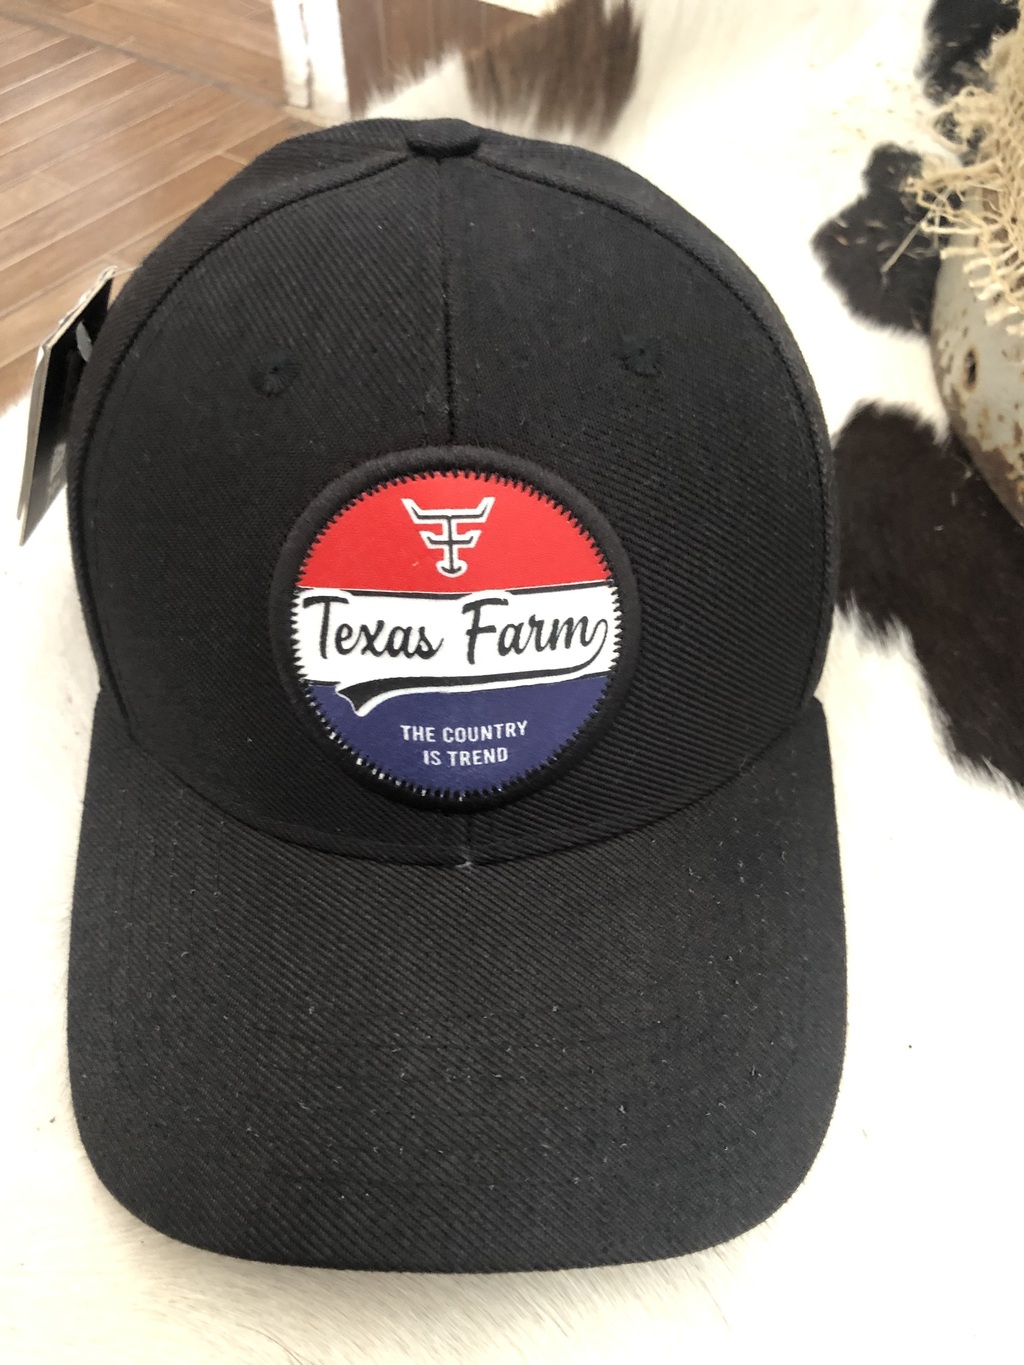 Texas Farm
THE COUNTRY
IS TREND